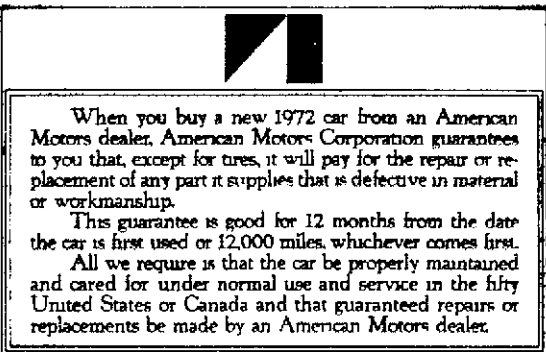 When you buy a new 1972 car from an American
Motors dealer, American Motors Corporation guarantees
to you that, except for tires, it will pay for the repair or re-
placement of any part it supplies that is defective in material
or workmanship.
This guarantee is good for 12 months from the date
the car is first used or 12,000 miles, whichever comes first.
All we require is that the car be properly maintained
and cared for under normal use and service in the fifty
United States or Canada and that guaranteed repairs or
replacements be made by an American Motors dealer.